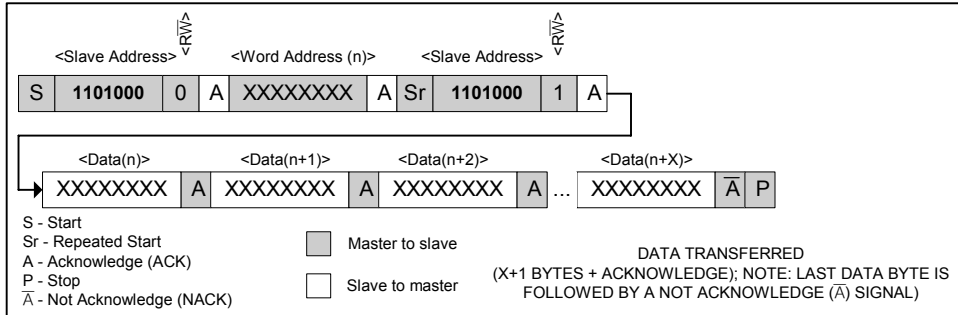 <R͞W͞> <R͞W͞>
<Slave Address> <Word Address (n)> <Slave Address>
S 1101000 0 A XXXXXXXX A Sr 1101000 1 A
<Data(n)> <Data(n+1)> <Data(n+2)> <Data(n+X)>
XXXXXXXX A XXXXXXXX A XXXXXXXX A ... XXXXXXXX A̅ P
S - Start
Sr - Repeated Start
A - Acknowledge (ACK)
P - Stop
A̅ - Not Acknowledge (NACK)
Master to slave
Slave to master
DATA TRANSFERRED
(X+1 BYTES + ACKNOWLEDGE); NOTE: LAST DATA BYTE IS
FOLLOWED BY A NOT ACKNOWLEDGE (A̅) SIGNAL)